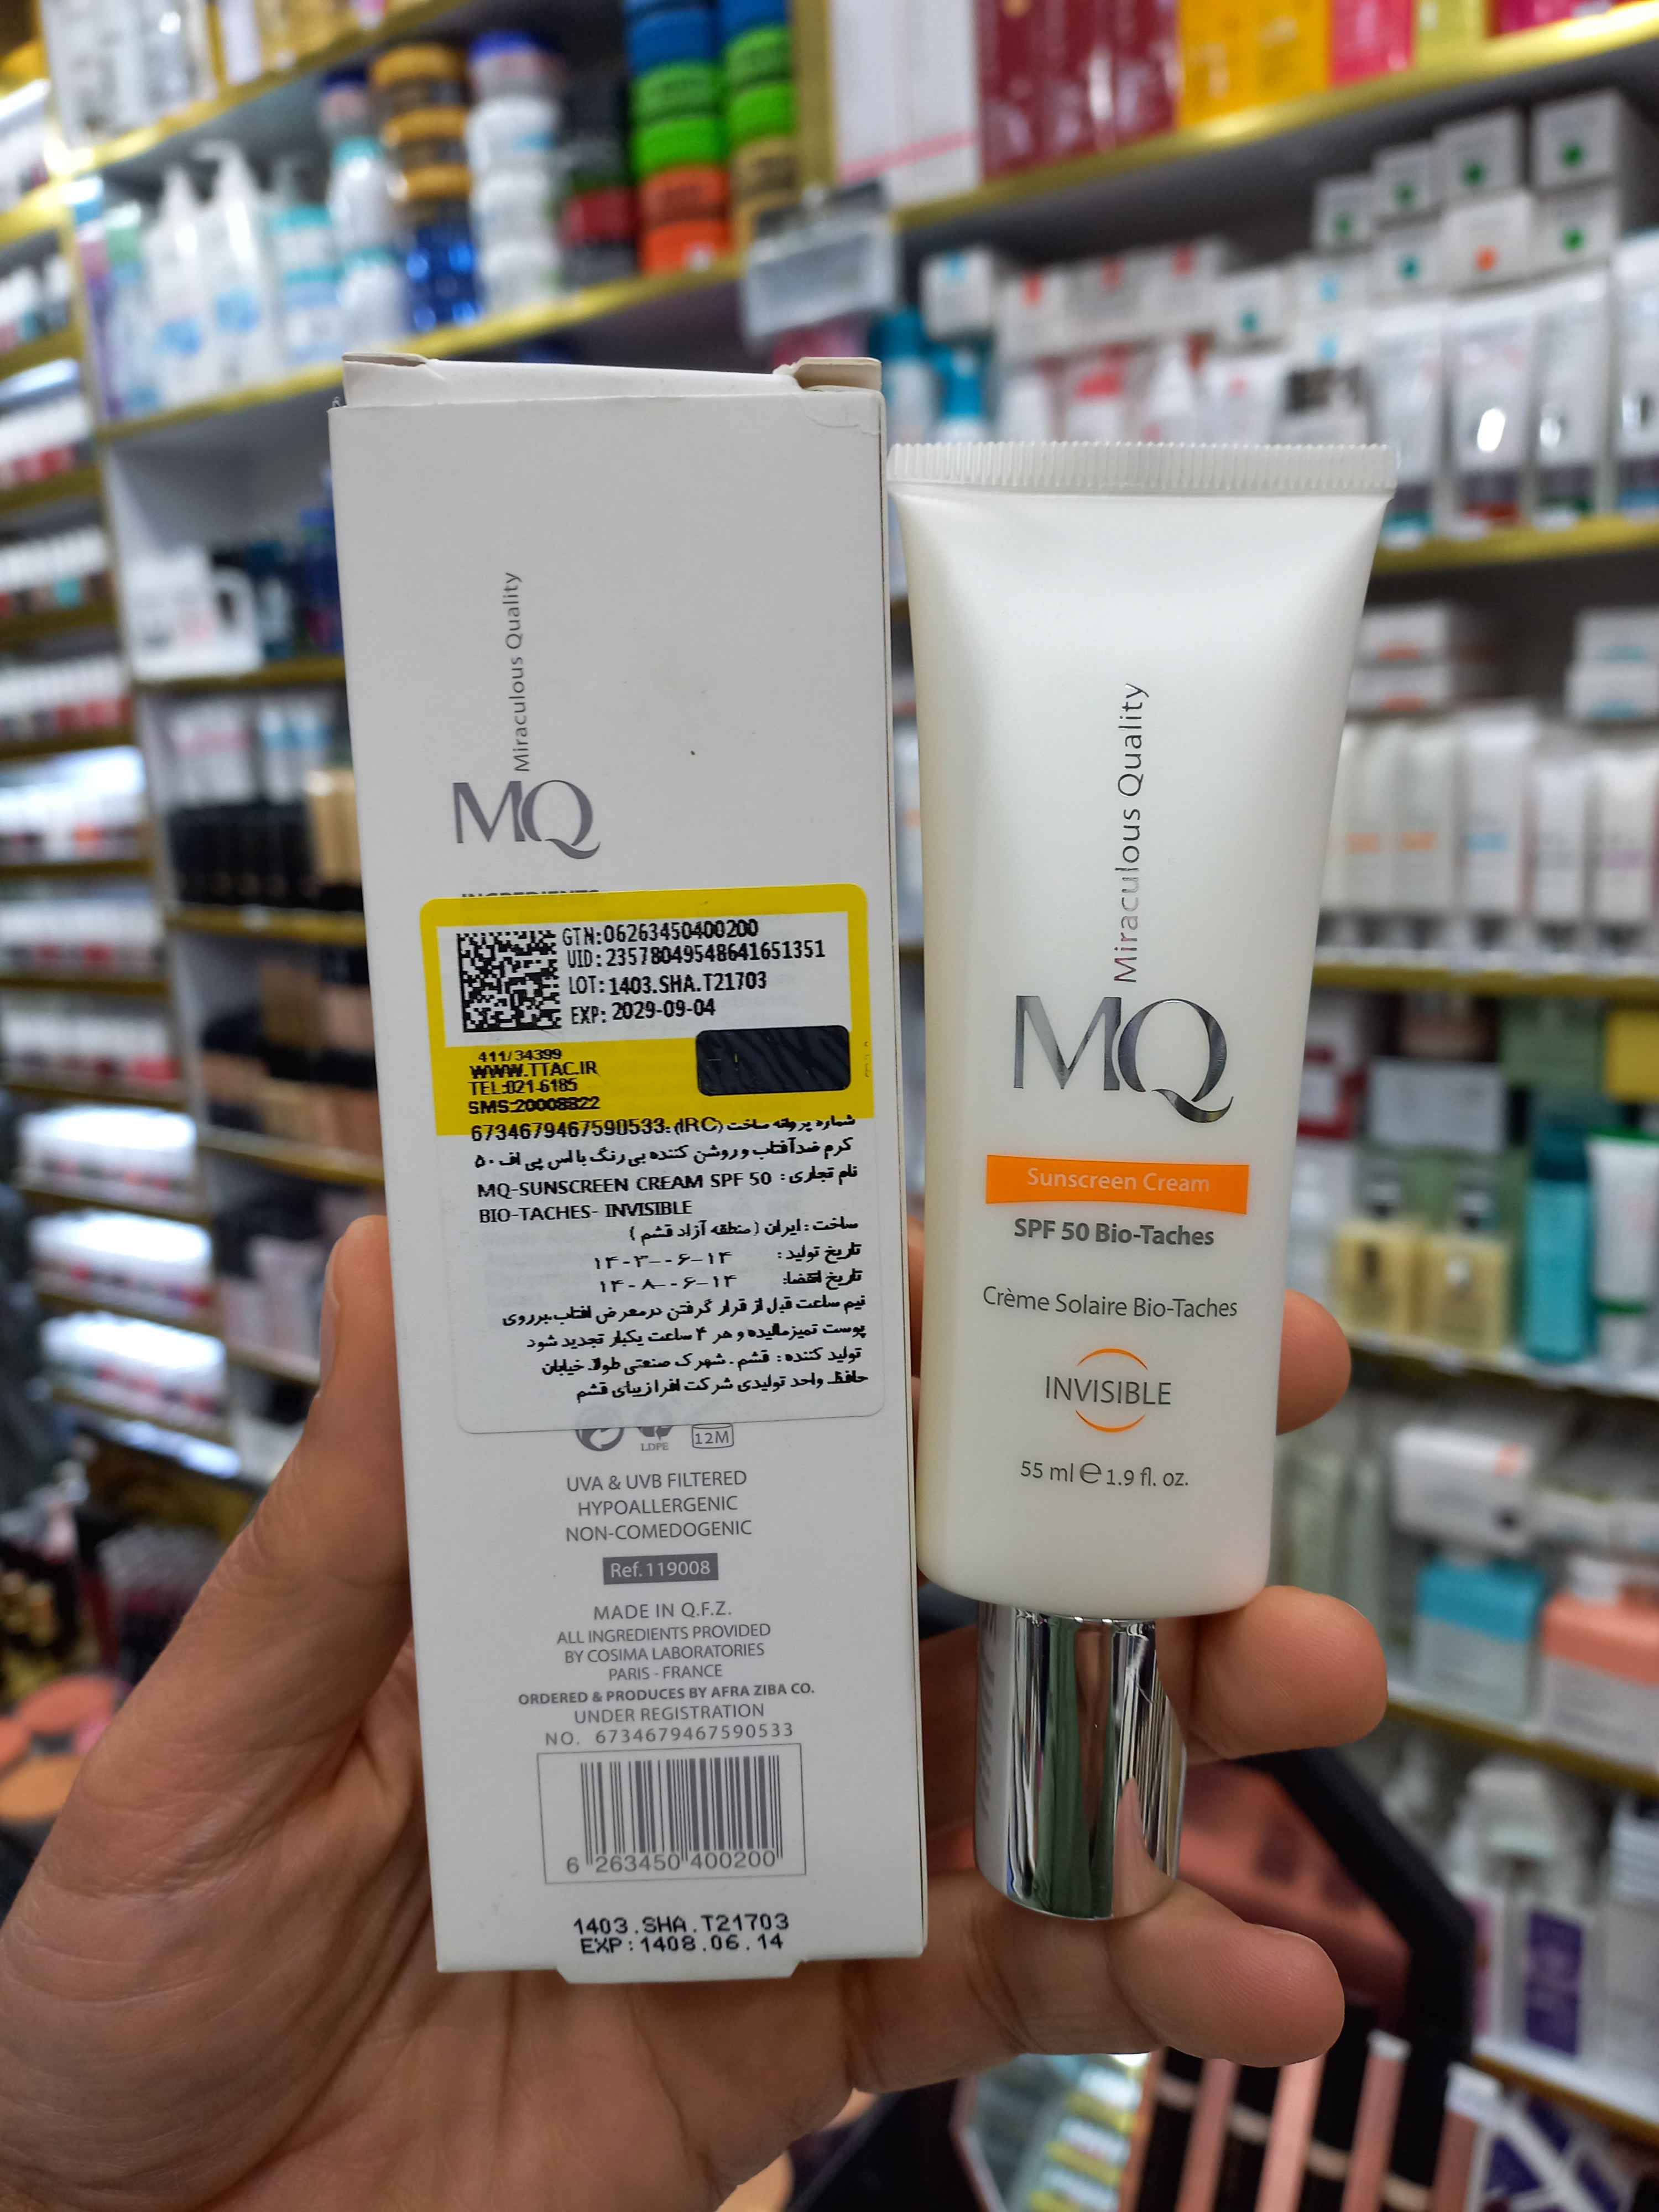 Miraculous Quality
MQ
INGREDIENTS
GTN:06263450400200
UID:23578049548641651351
LOT:1403.SHA.T21703
EXP: 2029-09-04
411/34399
WWW.TTAC.IR
TEL:021-6185
SMS:20008822
شماره پروانه ساخت (IRC): 6734679467590533
کرم ضدآفتاب و روشن کننده بی رنگ با اس پی اف ۵۰
نام تجاری : MQ-SUNSCREEN CREAM SPF 50
BIO-TACHES- INVISIBLE
ساخت : ایران ( منطقه آزاد قشم )
تاریخ تولید: ۱۴۰۳-۰۶-۱۴
تاریخ انقضا: ۱۴۰۸-۰۶-۱۴
نیم ساعت قبل از قرار گرفتن درمعرض افتاب،برروی
پوست تمیزمالیده و هر ۴ ساعت یکبار تجدید شود
تولید کننده : قشم . شهرک صنعتی طولا. خیابان
حافظ. واحد تولیدی شرکت افرا زیبای قشم
LDPE
12M
UVA & UVB FILTERED
HYPOALLERGENIC
NON-COMEDOGENIC
Ref. 119008
MADE IN Q.F.Z.
ALL INGREDIENTS PROVIDED
BY COSIMA LABORATORIES
PARIS - FRANCE
ORDERED & PRODUCES BY AFRA ZIBA CO.
UNDER REGISTRATION
NO. 6734679467590533
6 263450 400200
1403.SHA.T21703
EXP:1408.06.14
Miraculous Quality
MQ
Sunscreen Cream
SPF 50 Bio-Taches
Crème Solaire Bio-Taches
INVISIBLE
55 ml ℮ 1.9 fl. oz.